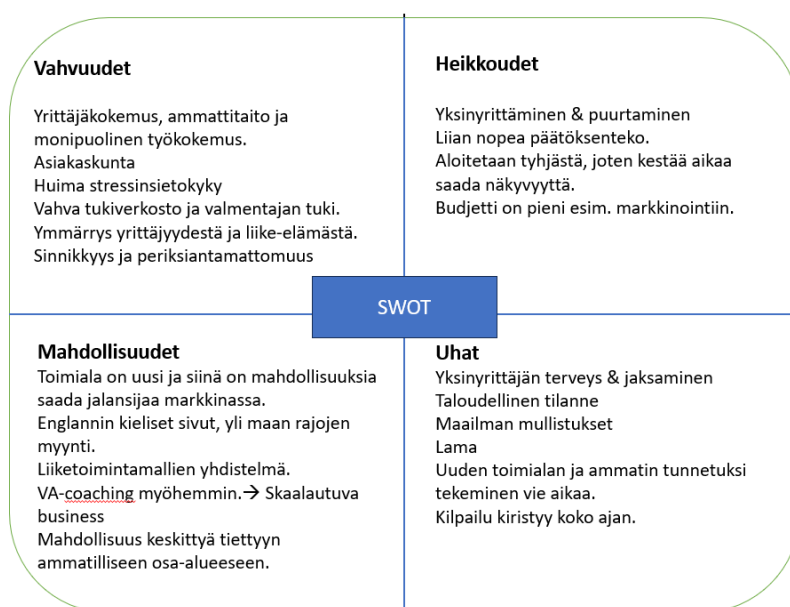 Vahvuudet
Yrittäjäkokemus, ammattitaito ja
monipuolinen työkokemus.
Asiakaskunta
Huima stressinsietokyky
Vahva tukiverkosto ja valmentajan tuki.
Ymmärrys yrittäjyydestä ja liike-elämästä.
Sinnikkyys ja periksiantamattomuus
Heikkoudet
Yksinyrittäminen & puurtaminen
Liian nopea päätöksenteko.
Aloitetaan tyhjästä, joten kestää aikaa
saada näkyvyyttä.
Budjetti on pieni esim. markkinointiin.
SWOT
Mahdollisuudet
Toimiala on uusi ja siinä on mahdollisuuksia
saada jalansijaa markkinassa.
Englannin kieliset sivut, yli maan rajojen
myynti.
Liiketoimintamallien yhdistelmä.
VA-coaching myöhemmin.→ Skaalautuva
business
Mahdollisuus keskittyä tiettyyn
ammatilliseen osa-alueeseen.
Uhat
Yksinyrittäjän terveys & jaksaminen
Taloudellinen tilanne
Maailman mullistukset
Lama
Uuden toimialan ja ammatin tunnetuksi
tekeminen vie aikaa.
Kilpailu kiristyy koko ajan.